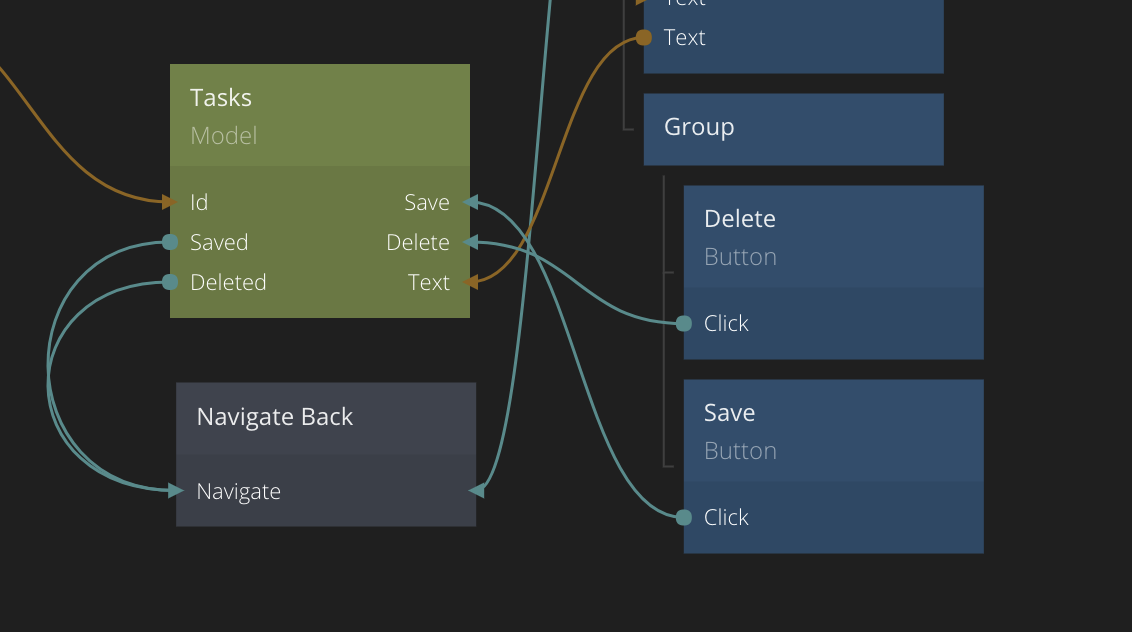 Text
Text
Tasks
Model
Id
Save
Saved
Delete
Deleted
Text
Navigate Back
Navigate
Group
Delete
Button
Click
Save
Button
Click